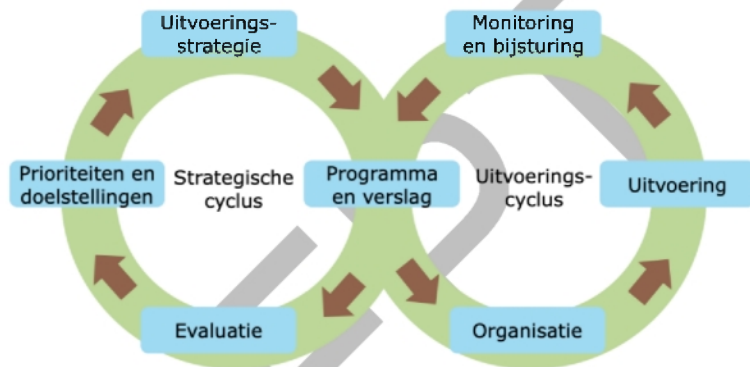 Uitvoerings-
strategie
Monitoring
en bijsturing
Prioriteiten en
doelstellingen
Strategische
cyclus
Programma
en verslag
Uitvoerings-
cyclus
Uitvoering
Evaluatie
Organisatie